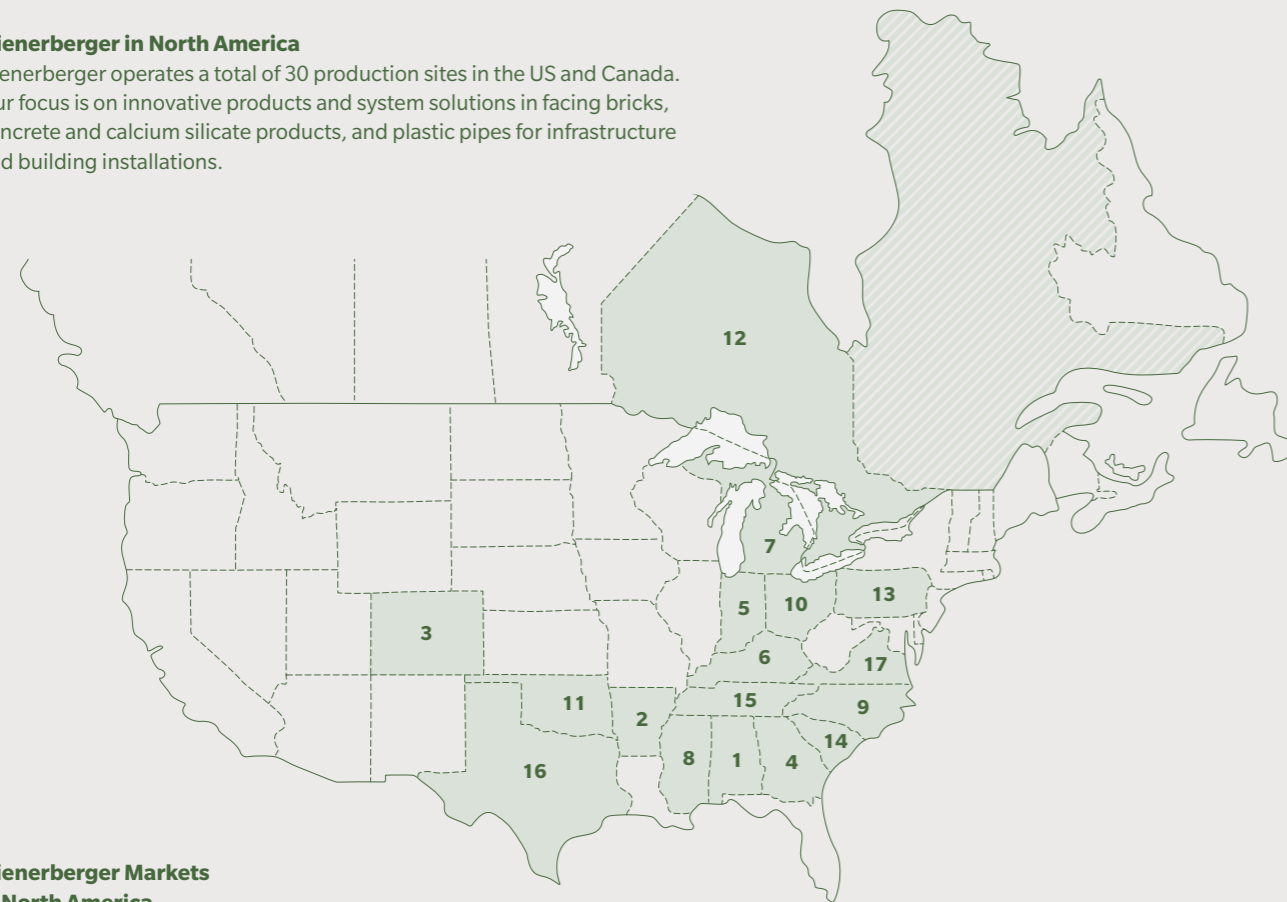 ienerberger in North America
enerberger operates a total of 30 production sites in the US and Canada.
ur focus is on innovative products and system solutions in facing bricks,
ncrete and calcium silicate products, and plastic pipes for infrastructure
d building installations.
12
7
13
5
10
3
6
17
15
11
9
2
14
8
1
4
16
ienerberger Markets
North America